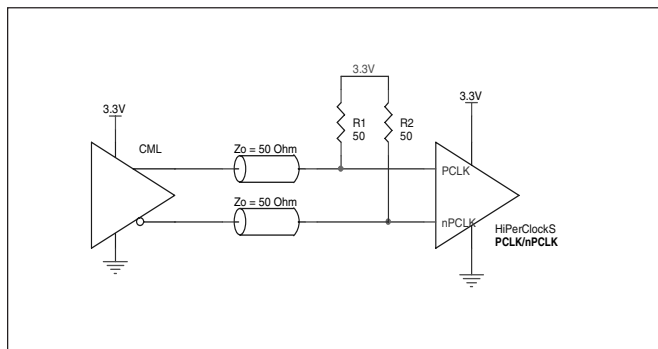 3.3V
3.3V
R1
50
R2
50
3.3V
CML
Zo = 50 Ohm
PCLK
Zo = 50 Ohm
nPCLK
HiPerClockS
PCLK/nPCLK